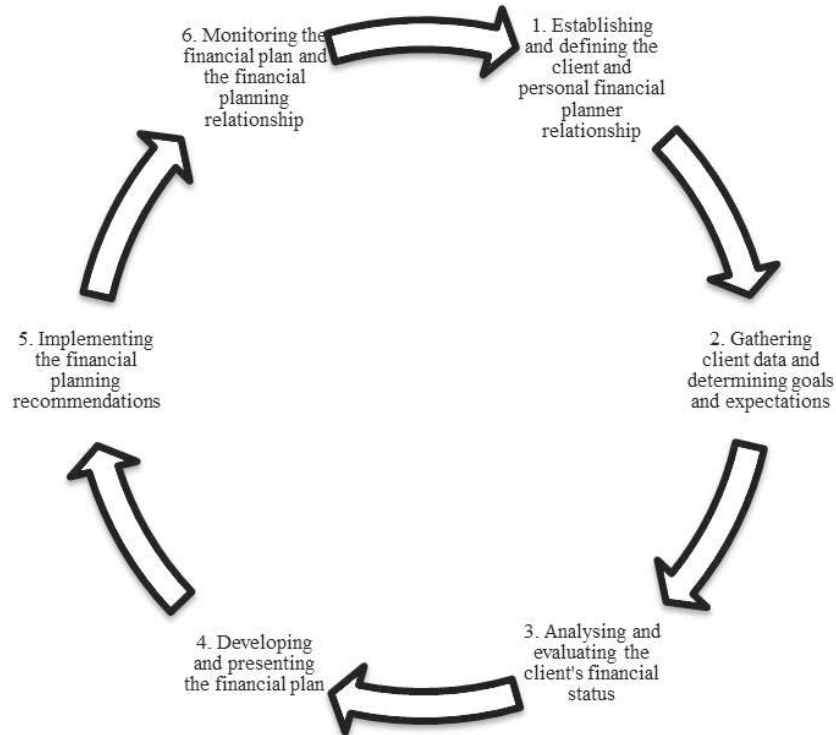 1. Establishing
and defining the
client and
personal financial
planner
relationship
2. Gathering
client data and
determining goals
and expectations
3. Analysing and
evaluating the
client's financial
status
4. Developing
and presenting
the financial plan
5. Implementing
the financial
planning
recommendations
6. Monitoring the
financial plan and
the financial
planning
relationship